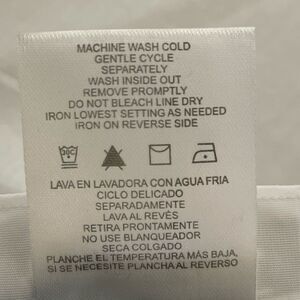 MACHINE WASH COLD
GENTLE CYCLE
SEPARATELY
WASH INSIDE OUT
REMOVE PROMPTLY
DO NOT BLEACH LINE DRY
IRON LOWEST SETTING AS NEEDED
IRON ON REVERSE SIDE
30C
LAVA EN LAVADORA CON AGUA FRIA
CICLO DELICADO
SEPARADAMENTE
LAVA AL REVÉS
RETIRA PRONTAMENTE
NO USE BLANQUEADOR
SECA COLGADO
PLANCHE EL TEMPERATURA MÁS BAJA,
SI SE NECESITE PLANCHA AL REVERSO